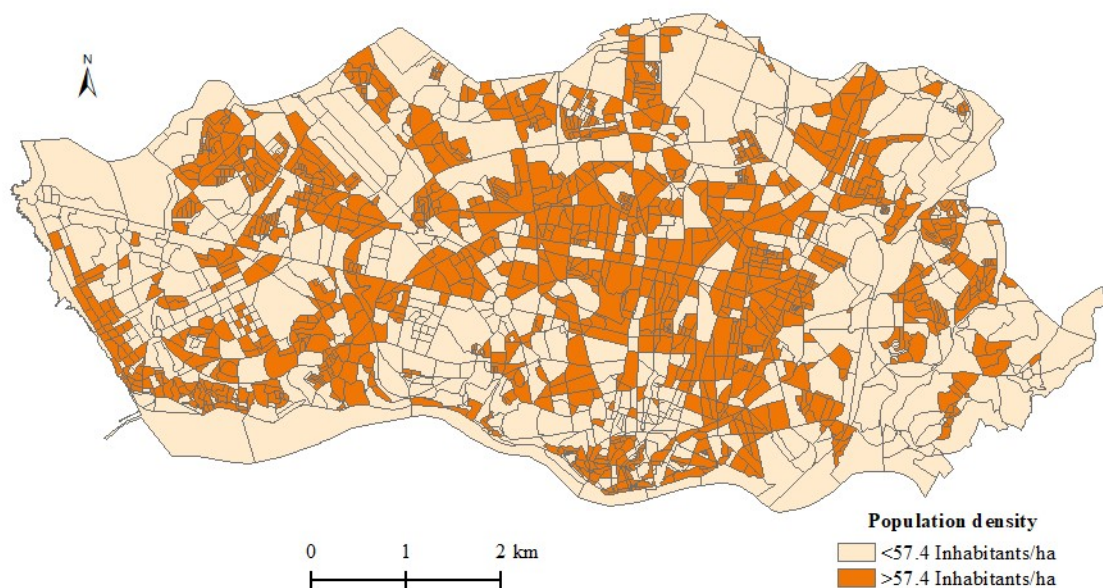 N
0 1 2 km
Population density
<57.4 Inhabitants/ha
>57.4 Inhabitants/ha